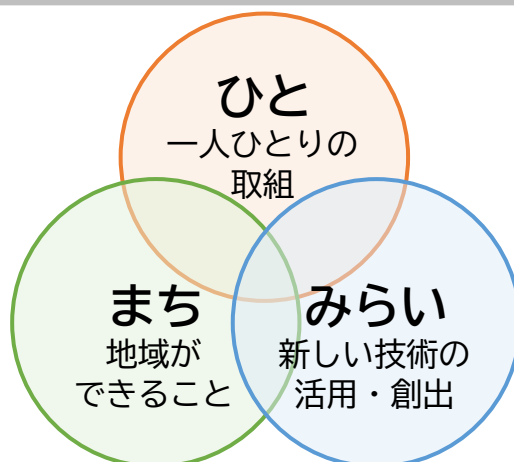 ひと
一人ひとりの
取組
まち
地域が
できること
みらい
新しい技術の
活用・創出